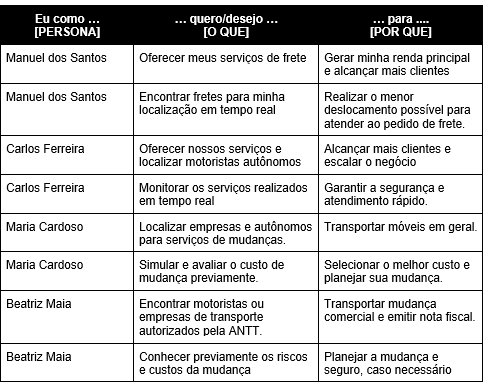 Eu como … … quero/desejo … … para ....
[PERSONA] [O QUE] [POR QUE]
Manuel dos Santos Oferecer meus serviços de frete Gerar minha renda principal
e alcançar mais clientes
Manuel dos Santos Encontrar fretes para minha Realizar o menor
localização em tempo real deslocamento possível para
atender ao pedido de frete.
Carlos Ferreira Oferecer nossos serviços e Alcançar mais clientes e
localizar motoristas autônomos escalar o negócio
Carlos Ferreira Monitorar os serviços realizados Garantir a segurança e
em tempo real atendimento rápido.
Maria Cardoso Localizar empresas e autônomos Transportar móveis em geral.
para serviços de mudanças.
Maria Cardoso Simular e avaliar o custo de Selecionar o melhor custo e
mudança previamente. planejar sua mudança.
Beatriz Maia Encontrar motoristas ou Transportar mudança
empresas de transporte comercial e emitir nota fiscal.
autorizados pela ANTT.
Beatriz Maia Conhecer previamente os riscos Planejar a mudança e
e custos da mudança seguro, caso necessário